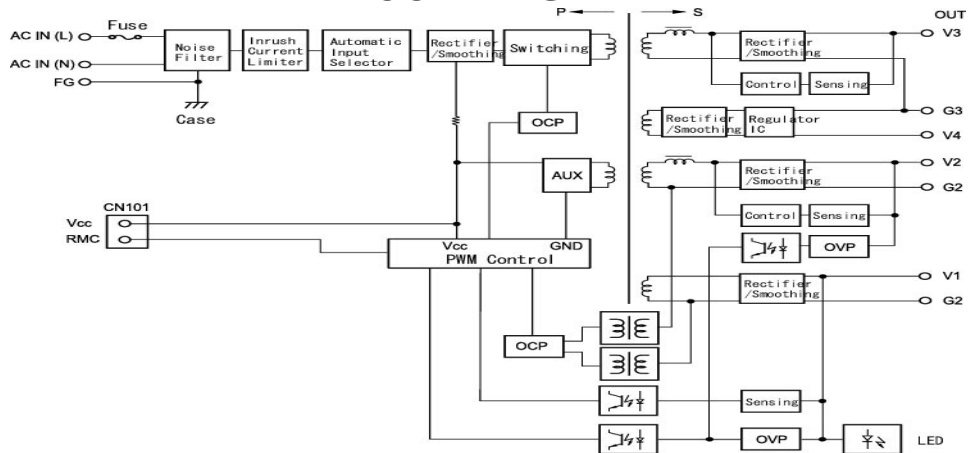 P S
OUT
AC IN (L)
Fuse
Noise
Filter
Inrush
Current
Limiter
Automatic
Input
Selector
Rectifier
/Smoothing
Switching
Rectifier
/Smoothing
V3
AC IN (N)
FG
Case
Control
Sensing
OCP
Rectifier
/Smoothing
Regulator
IC
G3
V4
AUX
Rectifier
/Smoothing
V2
G2
CN101
Vcc
RMC
Control
Sensing
Vcc
GND
PWM Control
OVP
Rectifier
/Smoothing
V1
G2
OCP
Sensing
OVP
LED